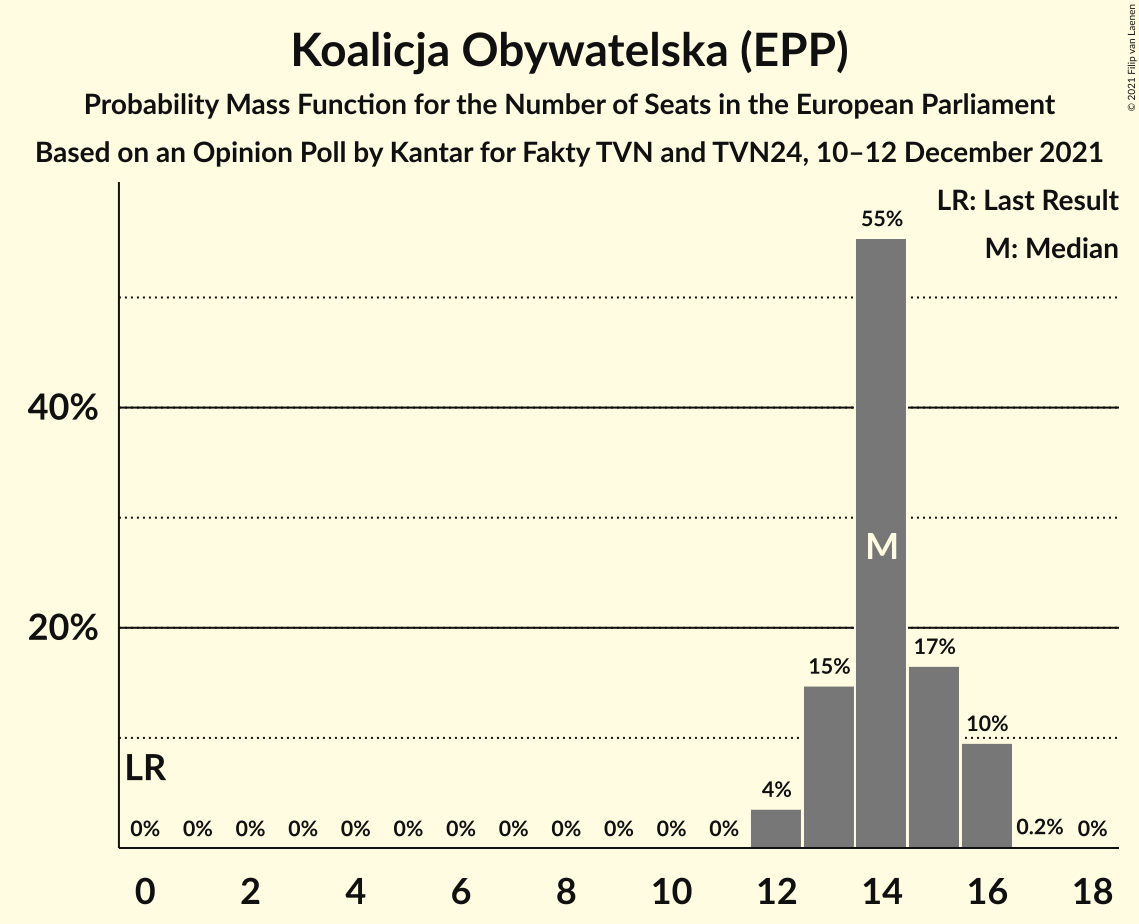 Koalicja Obywatelska (EPP)
Probability Mass Function for the Number of Seats in the European Parliament
Based on an Opinion Poll by Kantar for Fakty TVN and TVN24, 10–12 December 2021
© 2021 Filip van Laenen
LR: Last Result
M: Median
55%
40%
M
20%
17%
15%
10%
LR
4%
0% 0% 0% 0% 0% 0% 0% 0% 0% 0% 0% 0% 0.2% 0%
0 2 4 6 8 10 12 14 16 18